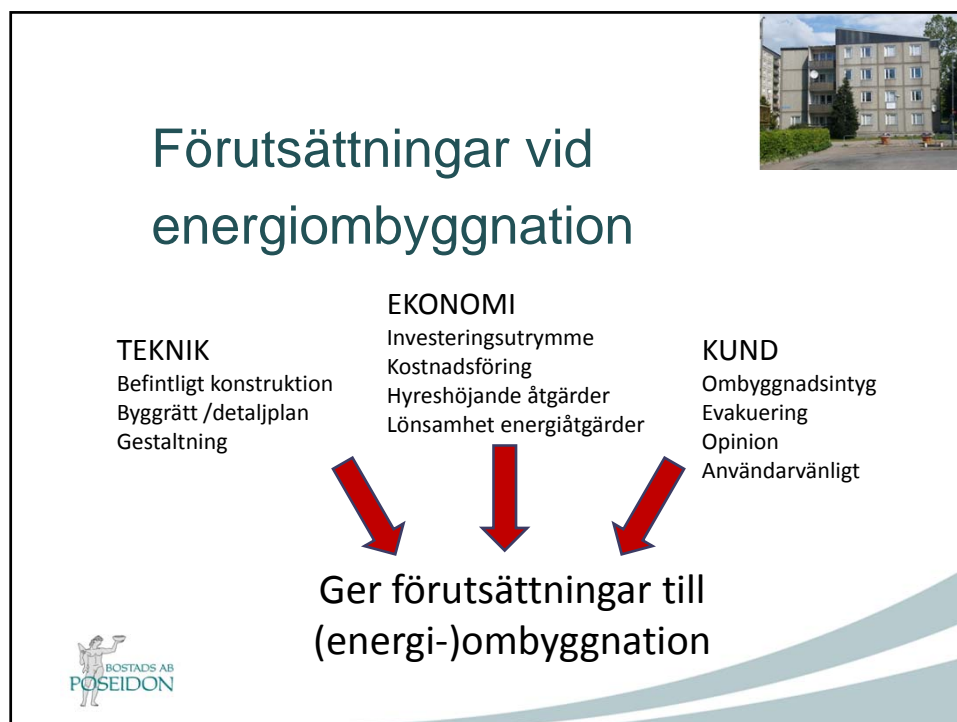 Förutsättningar vid
energiombyggnation
TEKNIK
Befintligt konstruktion
Byggrätt /detaljplan
Gestaltning
EKONOMI
Investeringsutrymme
Kostnadsföring
Hyreshöjande åtgärder
Lönsamhet energiåtgärder
KUND
Ombyggnadsintyg
Evakuering
Opinion
Användarvänligt
Ger förutsättningar till
(energi-)ombyggnation
BOSTADS AB
POSEIDON